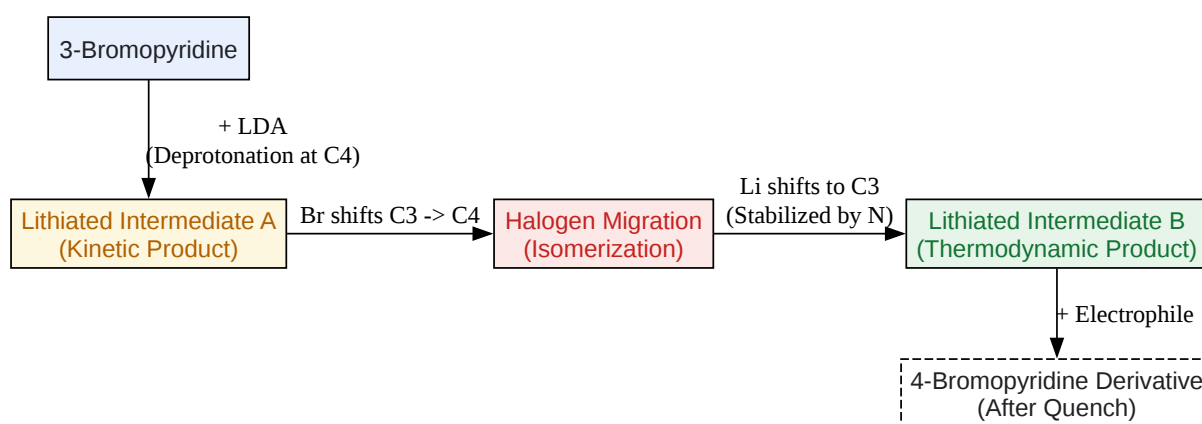 3-Bromopyridine
+ LDA
(Deprotonation at C4)
Lithiated Intermediate A
(Kinetic Product)
Br shifts C3 -> C4
Halogen Migration
(Isomerization)
Li shifts to C3
(Stabilized by N)
Lithiated Intermediate B
(Thermodynamic Product)
+ Electrophile
4-Bromopyridine Derivative
(After Quench)